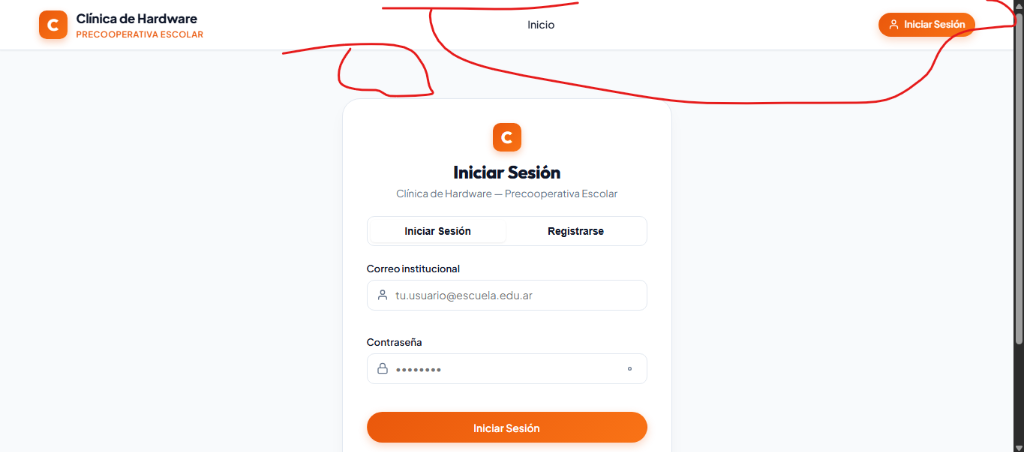 C
Clínica de Hardware
PRECOOPERATIVA ESCOLAR
Inicio
Iniciar Sesión
C
Iniciar Sesión
Clínica de Hardware — Precooperativa Escolar
Iniciar Sesión
Registrarse
Correo institucional
tu.usuario@escuela.edu.ar
Contraseña
••••••••
Iniciar Sesión